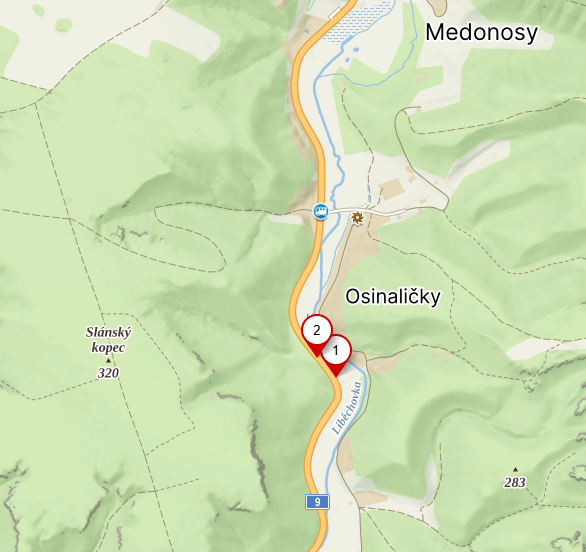 Medonosy
Osinaličky
Slánský
kopec
320
2
1
Liběchovka
283
9